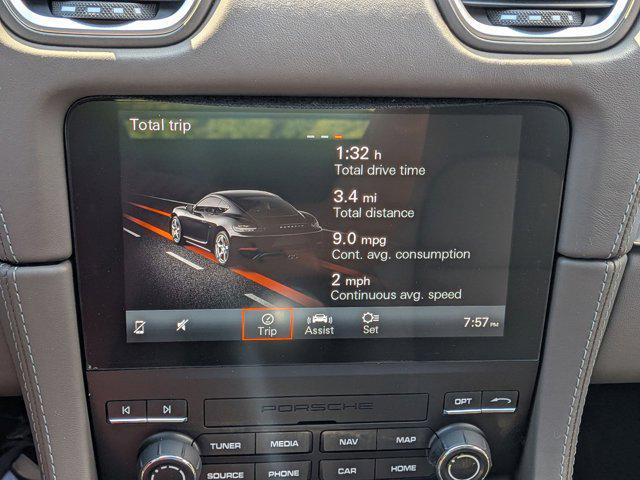 Total trip
1:32 h
Total drive time
3.4 mi
Total distance
9.0 mpg
Cont. avg. consumption
2 mph
Continuous avg. speed
Trip
Assist
Set
7:57 PM
PORSCHE
OPT
TUNER
MEDIA
NAV
MAP
SOURCE
PHONE
CAR
HOME